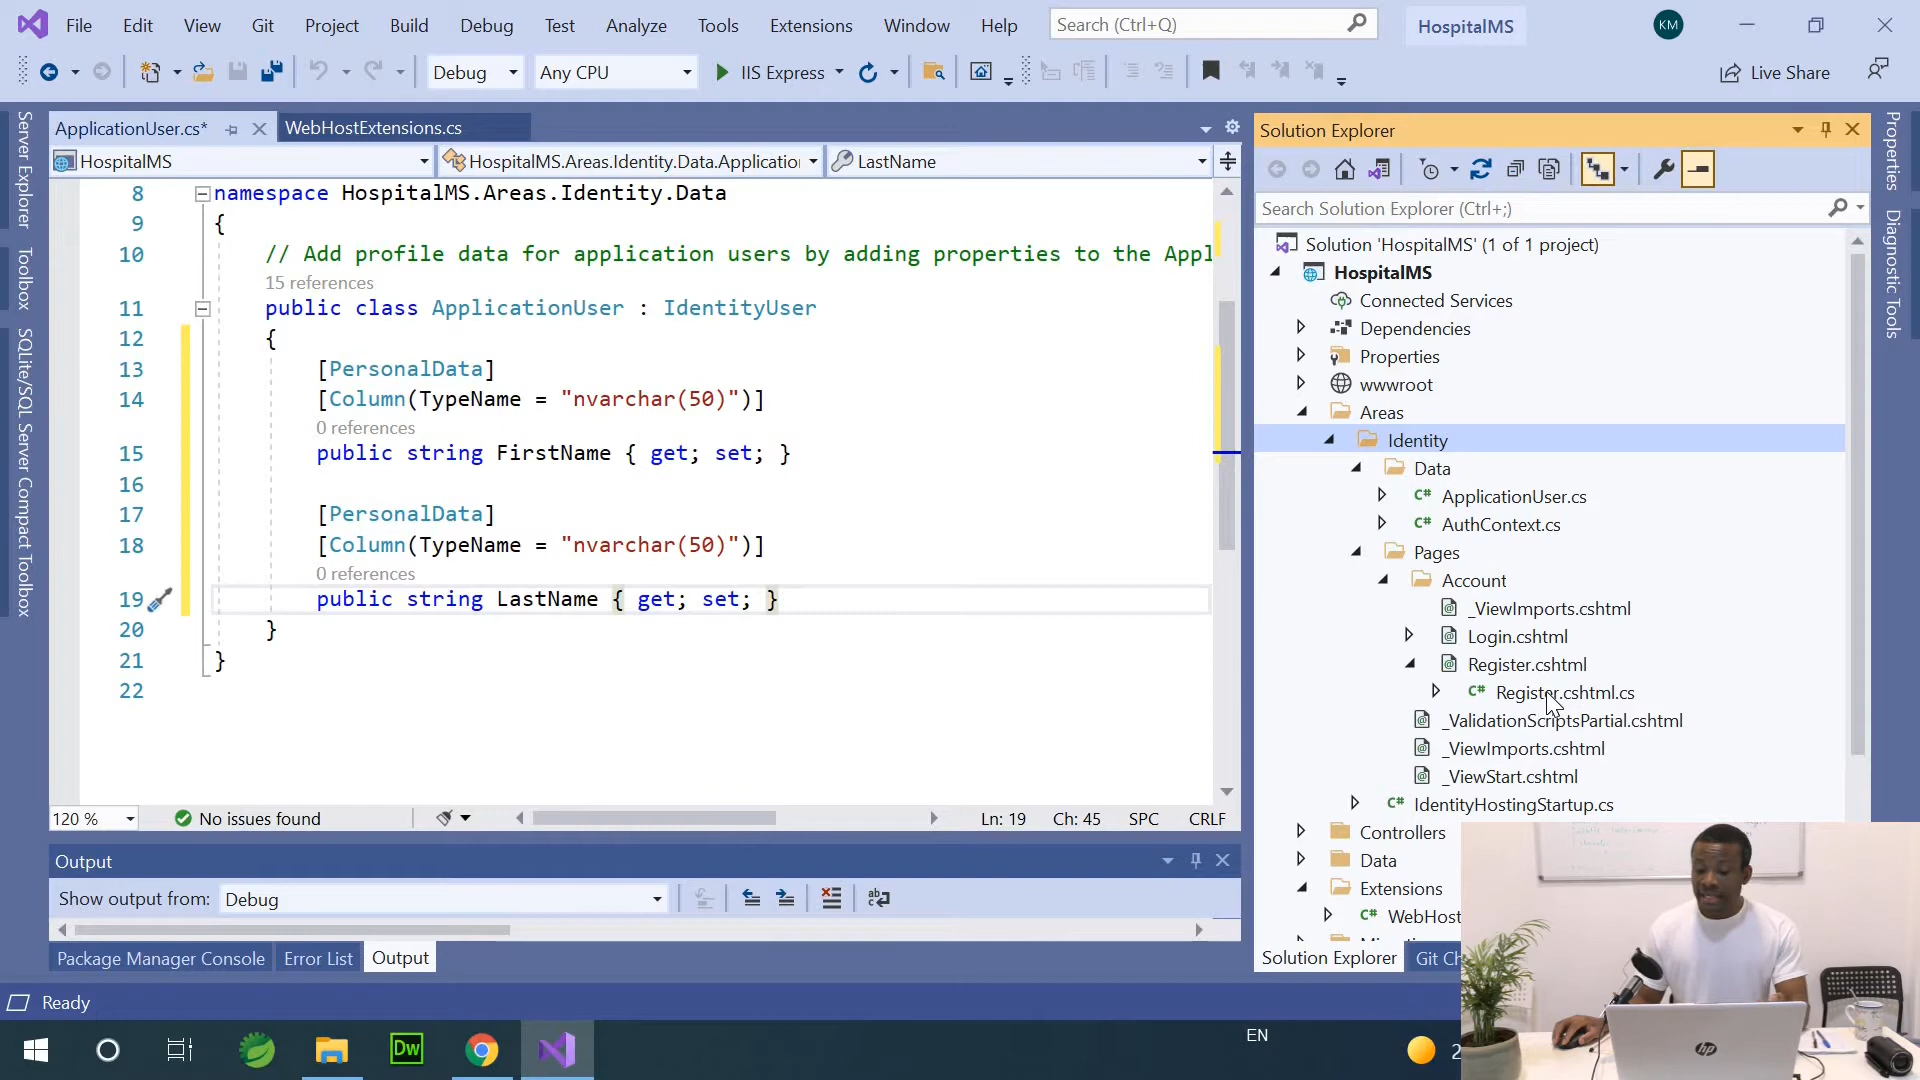 File Edit View Git Project Build Debug Test Analyze Tools Extensions Window Help Search (Ctrl+Q) HospitalMS KM
Debug Any CPU IIS Express Live Share
ApplicationUser.cs* WebHostExtensions.cs
HospitalMS HospitalMS.Areas.Identity.Data.Applicatior LastName
8 namespace HospitalMS.Areas.Identity.Data
9 {
10 // Add profile data for application users by adding properties to the Appl
15 references
11 public class ApplicationUser : IdentityUser
12 {
13 [PersonalData]
14 [Column(TypeName = "nvarchar(50)")]
0 references
15 public string FirstName { get; set; }
16
17 [PersonalData]
18 [Column(TypeName = "nvarchar(50)")]
0 references
19 public string LastName { get; set; }
20 }
21 }
22
120 % No issues found Ln: 19 Ch: 45 SPC CRLF
Output
Show output from: Debug
Package Manager Console Error List Output
Ready
Server Explorer
Toolbox
SQLite/SQL Server Compact Toolbox
Solution Explorer
Search Solution Explorer (Ctrl+;)
Solution 'HospitalMS' (1 of 1 project)
HospitalMS
Connected Services
Dependencies
Properties
wwwroot
Areas
Identity
Data
C# ApplicationUser.cs
C# AuthContext.cs
Pages
Account
_ViewImports.cshtml
Login.cshtml
Register.cshtml
C# Register.cshtml.cs
_ValidationScriptsPartial.cshtml
_ViewImports.cshtml
_ViewStart.cshtml
C# IdentityHostingStartup.cs
Controllers
Data
Extensions
C# WebHost
Solution Explorer Git Ch
Properties
Diagnostic Tools
Dw
EN
2
hp